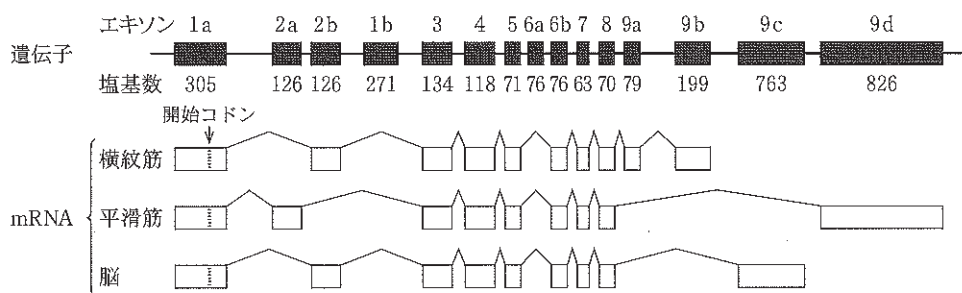 エキソン 1a 2a 2b 1b 3 4 5 6a 6b 7 8 9a 9b 9c 9d
遺伝子
塩基数 305 126 126 271 134 118 71 76 76 63 70 79 199 763 826
開始コドン
横紋筋
mRNA 平滑筋
脳